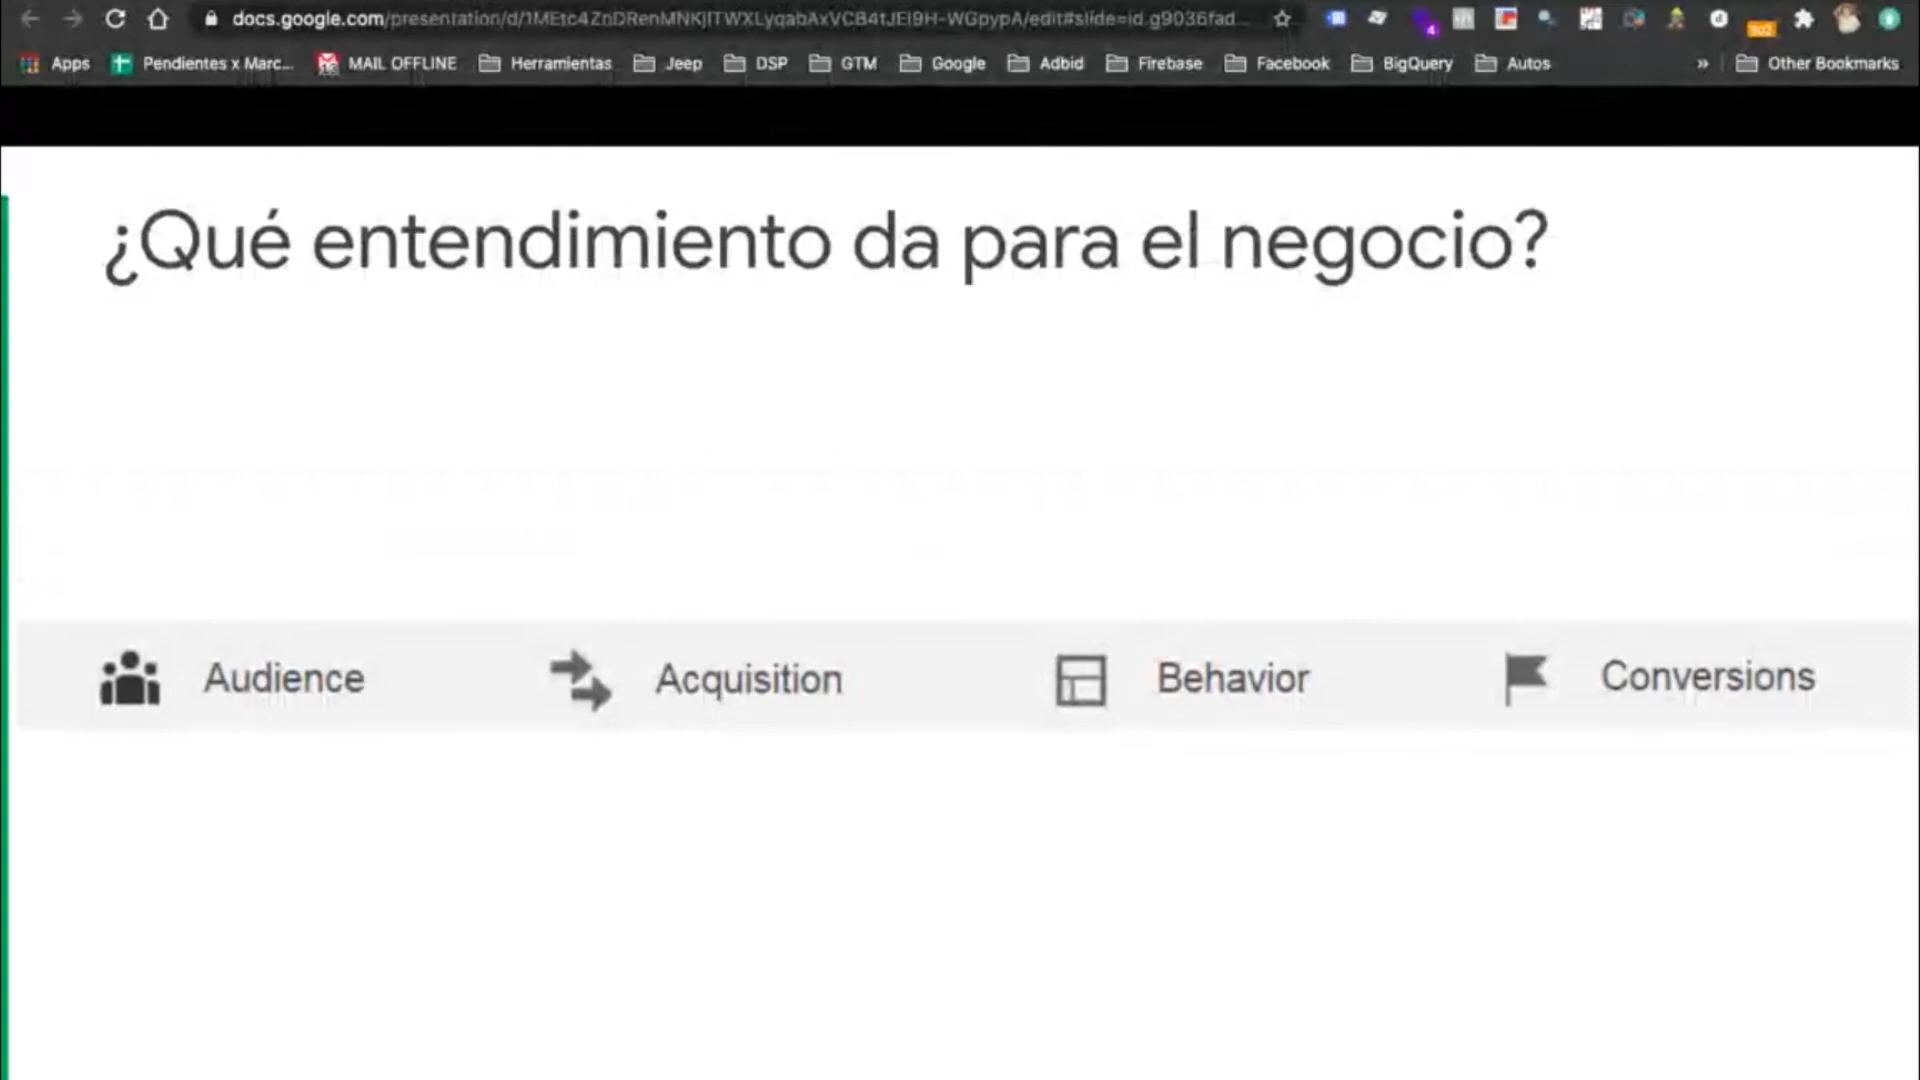 docs.google.com/presentation/d/
Apps Pendientes x Marc... MAIL OFFLINE Herramientas Jeep DSP GTM Google Adbid Firebase Facebook BigQuery Autos » Other Bookmarks
¿Qué entendimiento da para el negocio?
Audience Acquisition Behavior Conversions